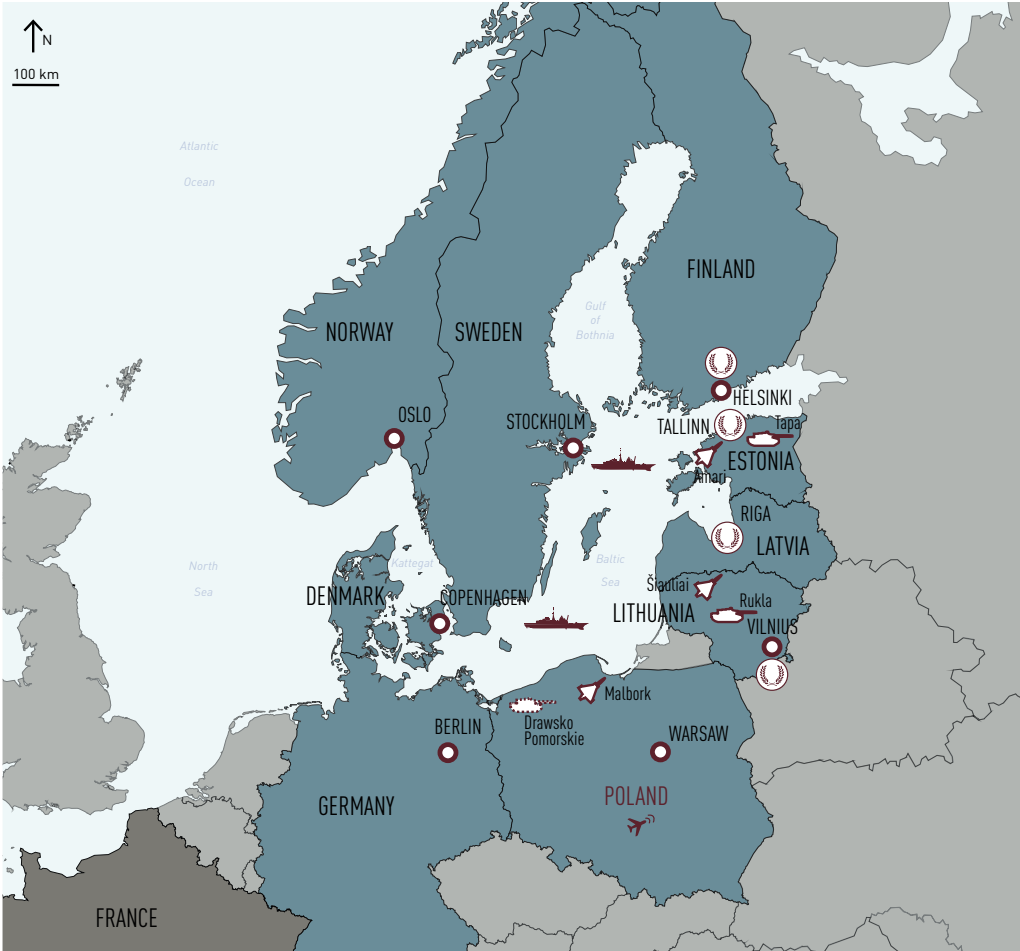 N
100 km
Atlantic
Ocean
FINLAND
Gulf
of
Bothnia
NORWAY
SWEDEN
HELSINKI
OSLO
STOCKHOLM
TALLINN
Tapa
ESTONIA
Amari
RIGA
LATVIA
North
Sea
Kattegat
Baltic
Sea
Šiauliai
DENMARK
COPENHAGEN
LITHUANIA
Rukla
VILNIUS
Malbork
Drawsko
Pomorskie
BERLIN
WARSAW
POLAND
GERMANY
FRANCE